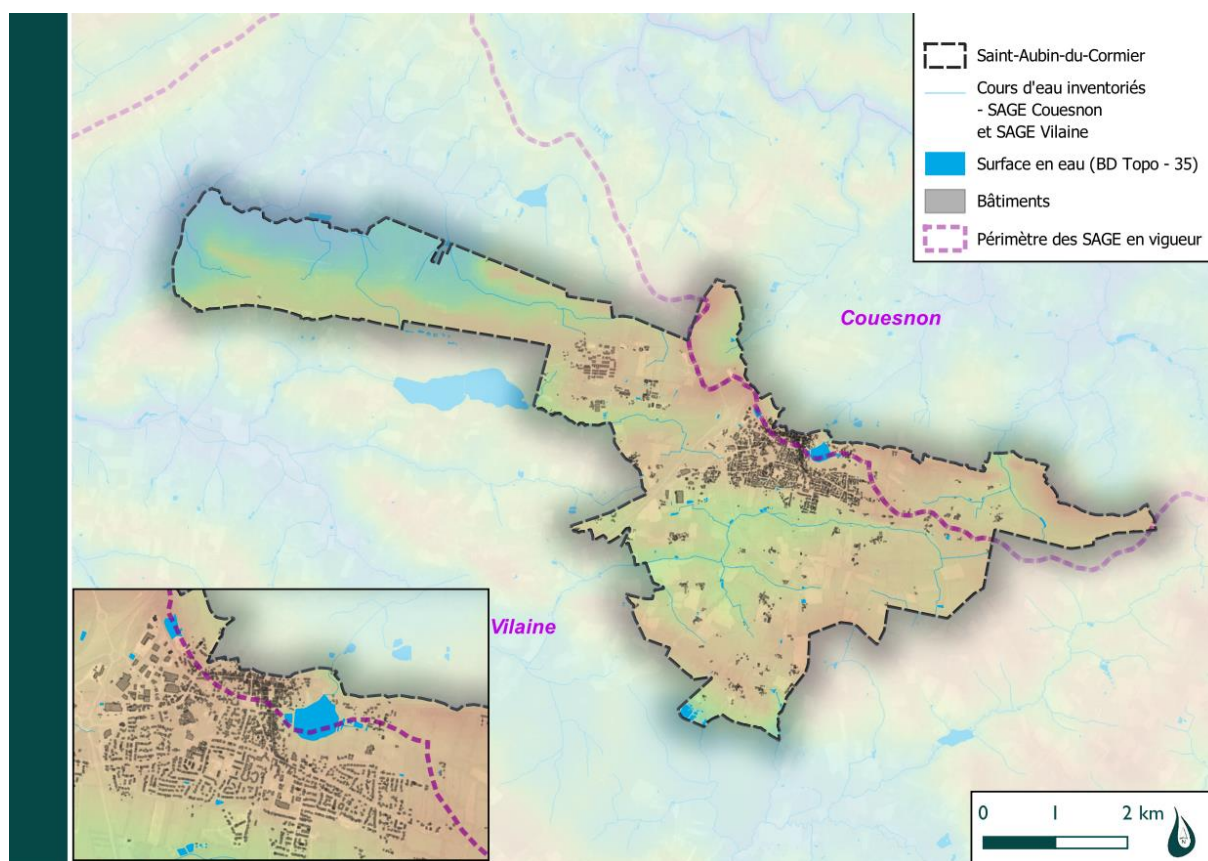 Saint-Aubin-du-Cormier
Cours d'eau inventoriés
- SAGE Couesnon
et SAGE Vilaine
Surface en eau (BD Topo - 35)
Bâtiments
Périmètre des SAGE en vigueur
Couesnon
Vilaine
0 1 2 km